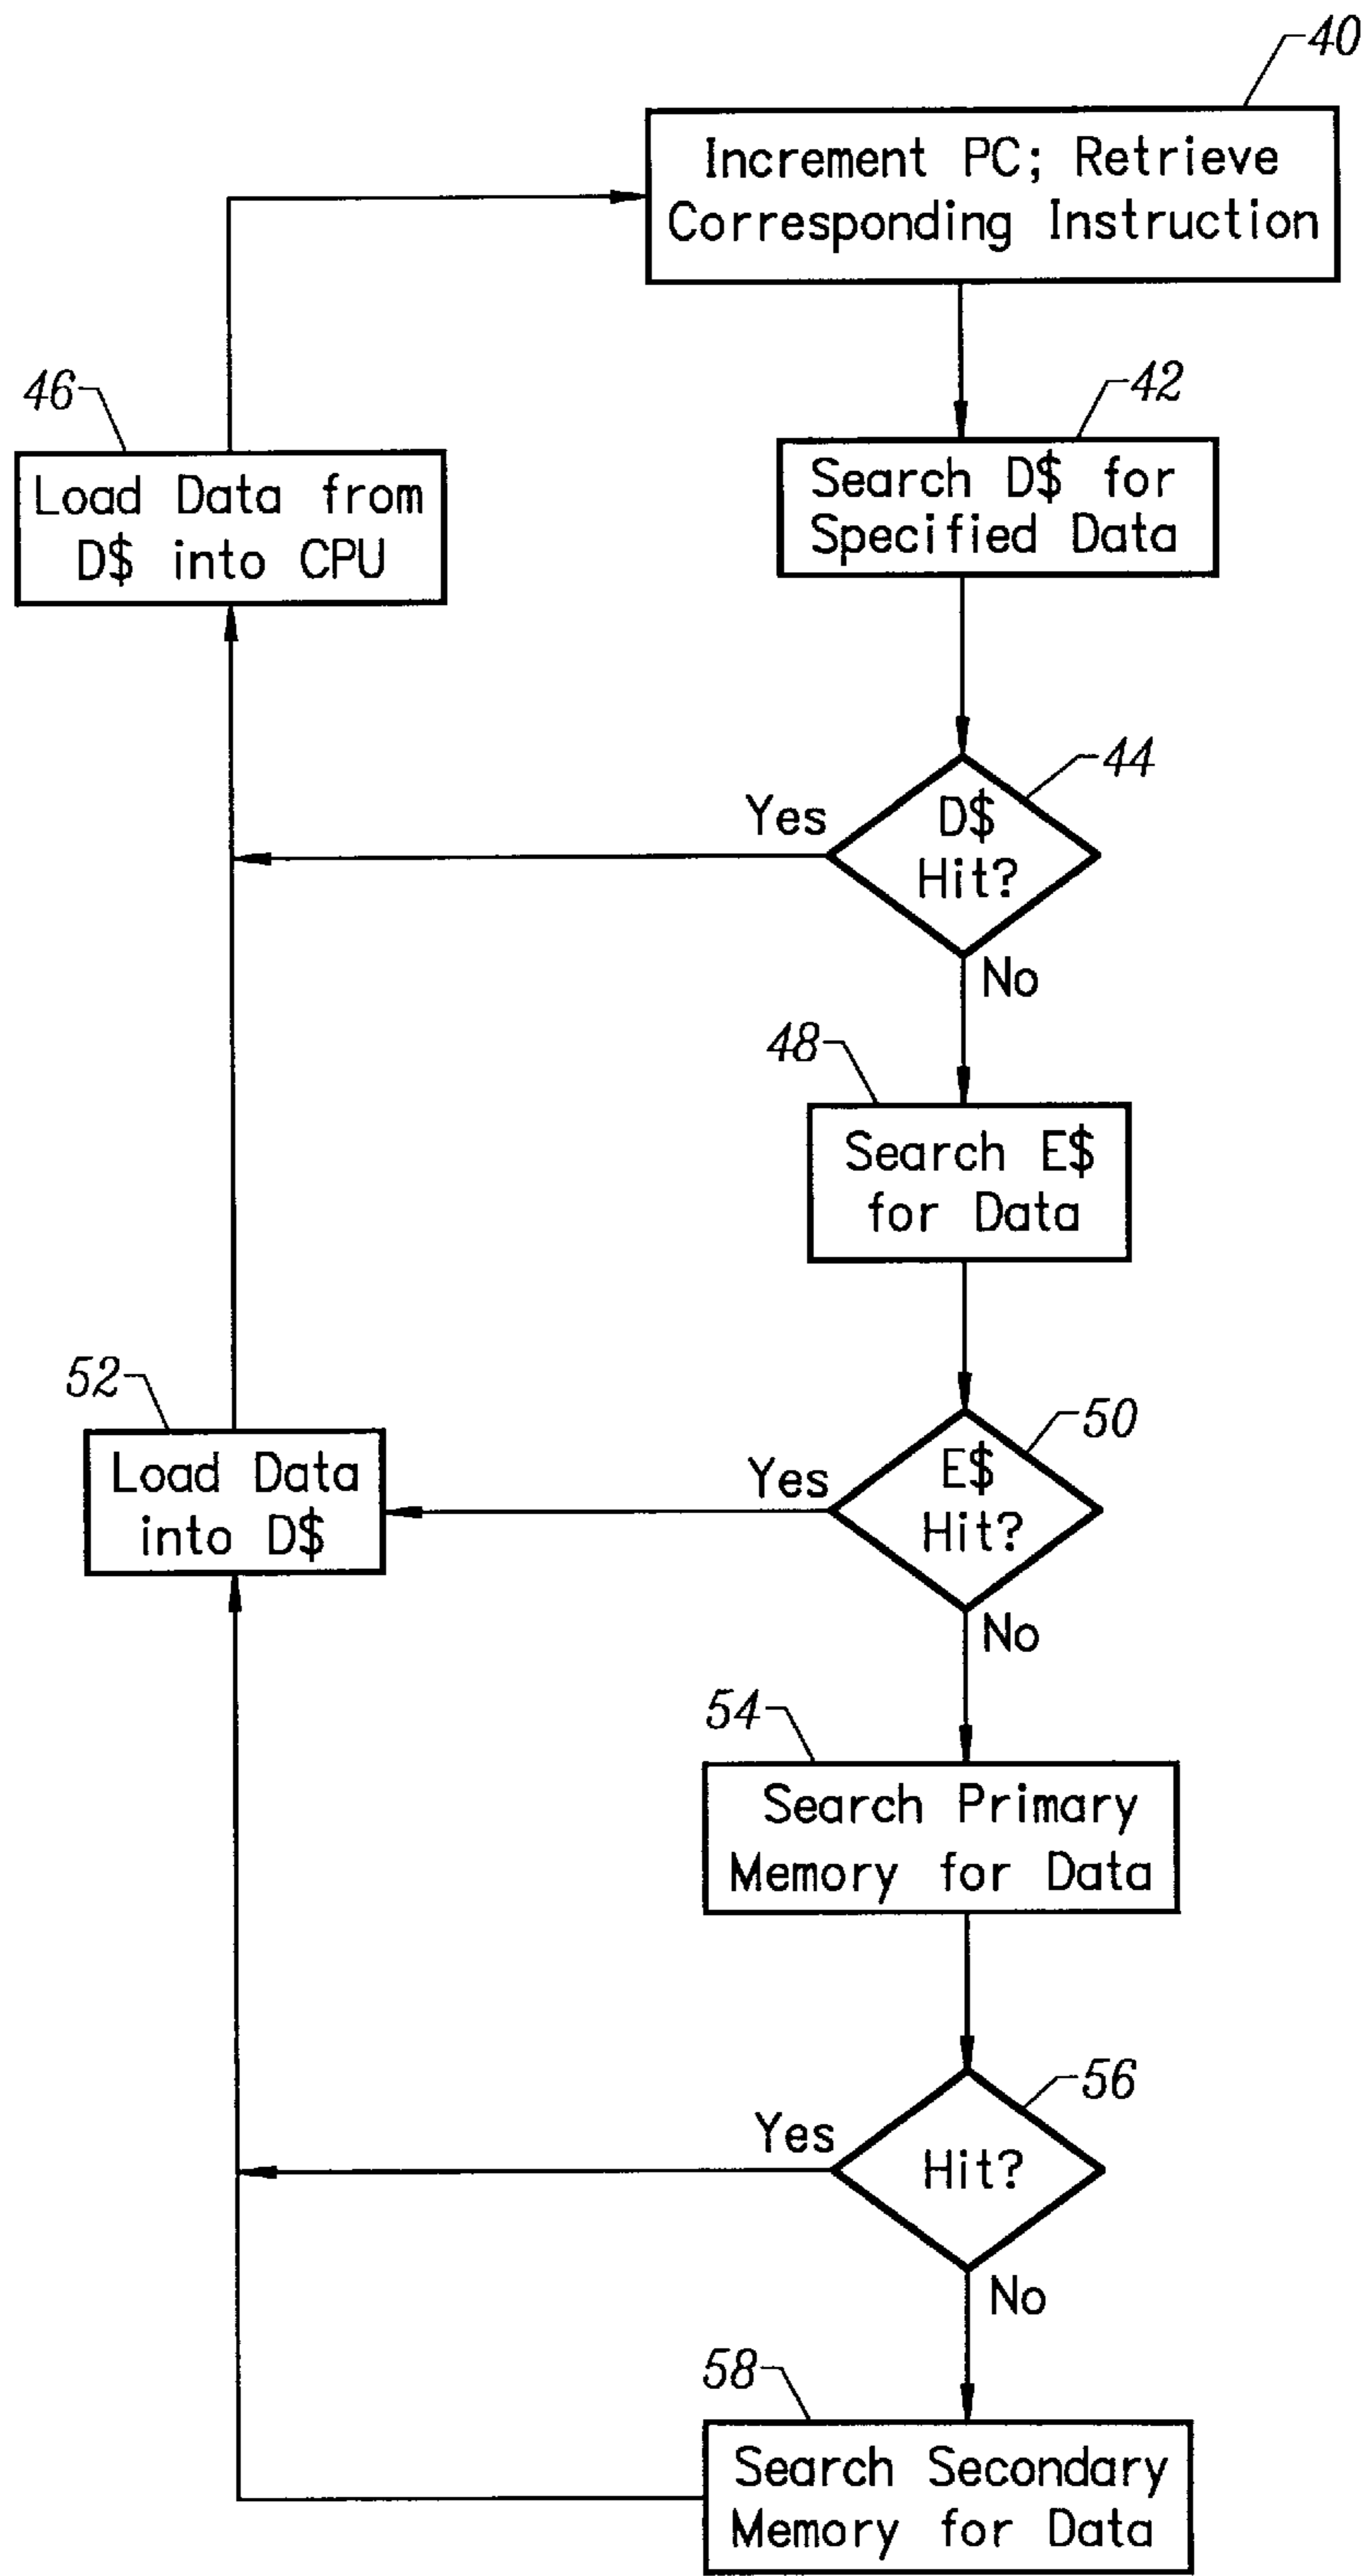 40
Increment PC; Retrieve
Corresponding Instruction
46
Load Data from
D$ into CPU
42
Search D$ for
Specified Data
44
D$
Hit?
Yes
No
48
Search E$
for Data
52
Load Data
into D$
50
E$
Hit?
Yes
No
54
Search Primary
Memory for Data
56
Hit?
Yes
No
58
Search Secondary
Memory for Data